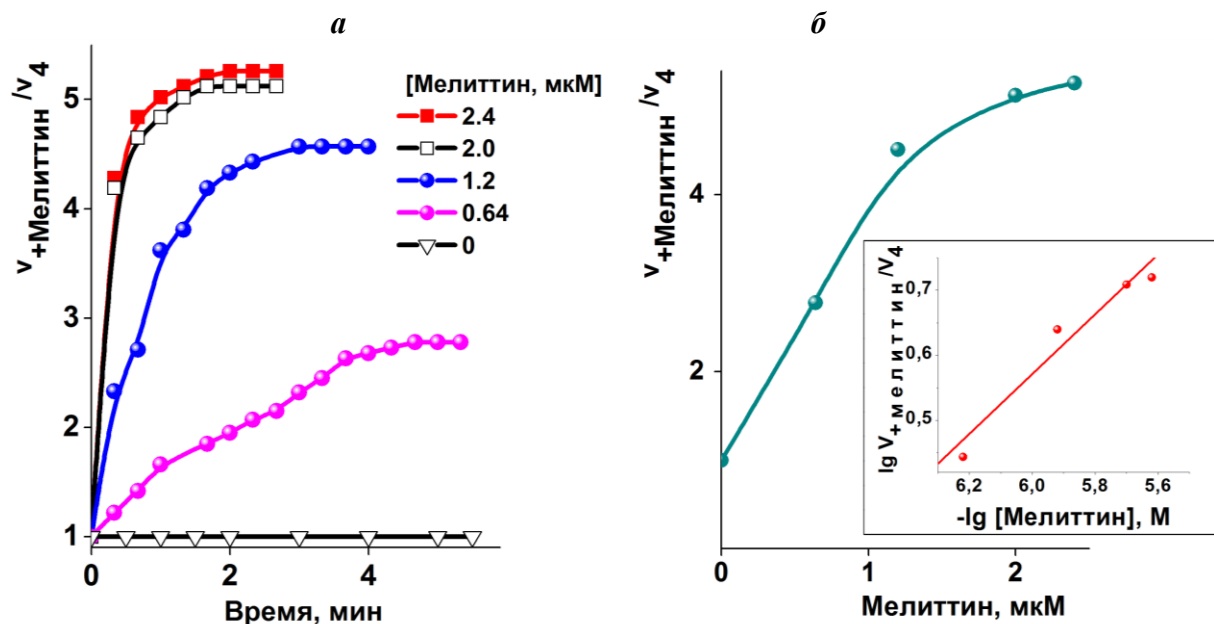 а
v+Мелиттин /v4
5
4
3
2
1
0
2
4
Время, мин
[Мелиттин, мкМ]
2.4
2.0
1.2
0.64
0
б
v+Мелиттин /v4
4
2
0
1
2
Мелиттин, мкМ
lg v+мелиттин /v4
0,7
0,6
0,5
6,2
6,0
5,8
5,6
-lg [Мелиттин], М